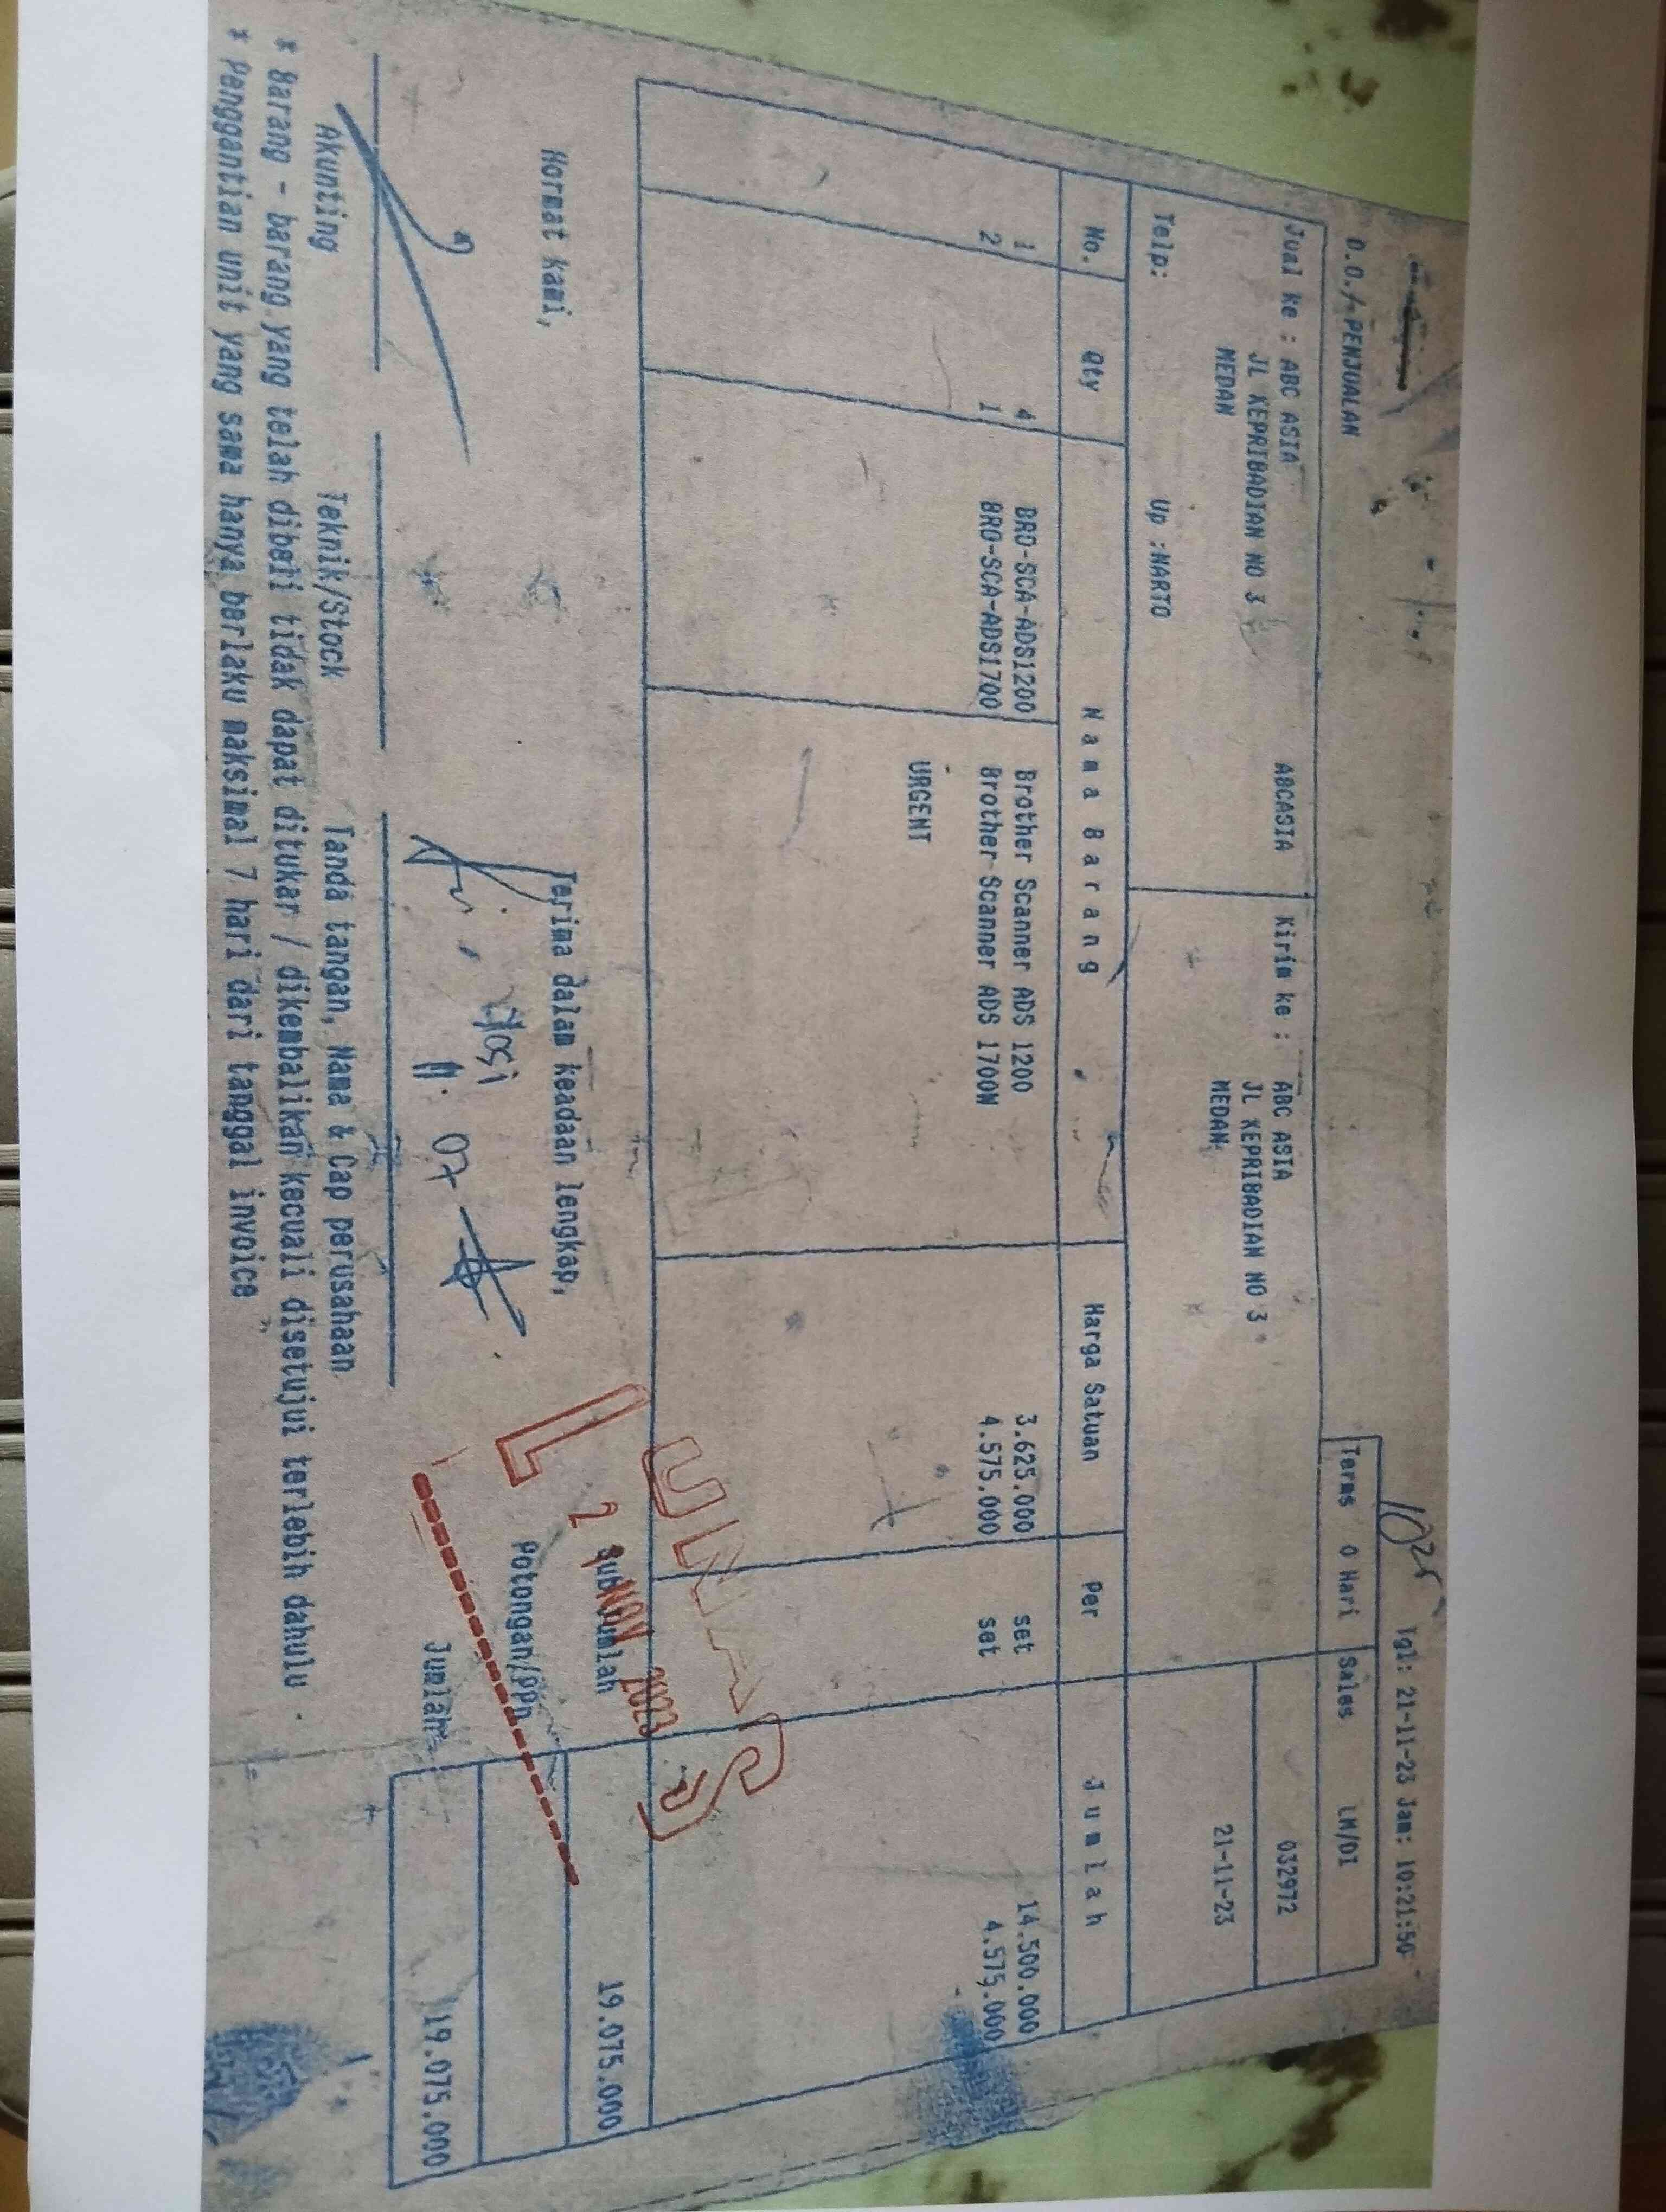 1025
Tgl: 21-11-23 Jam: 10:21:50
D.O./PENJUALAN
Terms 0 Hari Sales LM/DI
Jual ke : ABC ASIA ABCASIA
JL KEPRIBADIAN NO 3
MEDAN
Kirim ke : ABC ASIA
JL KEPRIBADIAN NO 3
MEDAN
032972
21-11-23
Telp: Up :NARTO
No. Qty Nama Barang Harga Satuan Per Jumlah
1 4 BRO-SCA-ADS1200 Brother Scanner ADS 1200 3.625.000 set 14.500.000
2 1 BRO-SCA-ADS1700 Brother Scanner ADS 1700W 4.575.000 set 4.575.000
URGENT
LUNAS
NOV 2023
Hormat kami, Terima dalam keadaan lengkap,
SubJumlah 19.075.000
Potongan/PPn
Jumlah 19.075.000
Yosi
11.07
Akunting Teknik/Stock Tanda tangan, Nama & Cap perusahaan
* Barang - barang yang telah dibeli tidak dapat ditukar / dikembalikan kecuali disetujui terlebih dahulu
* Penggantian unit yang sama hanya berlaku maksimal 7 hari dari tanggal invoice